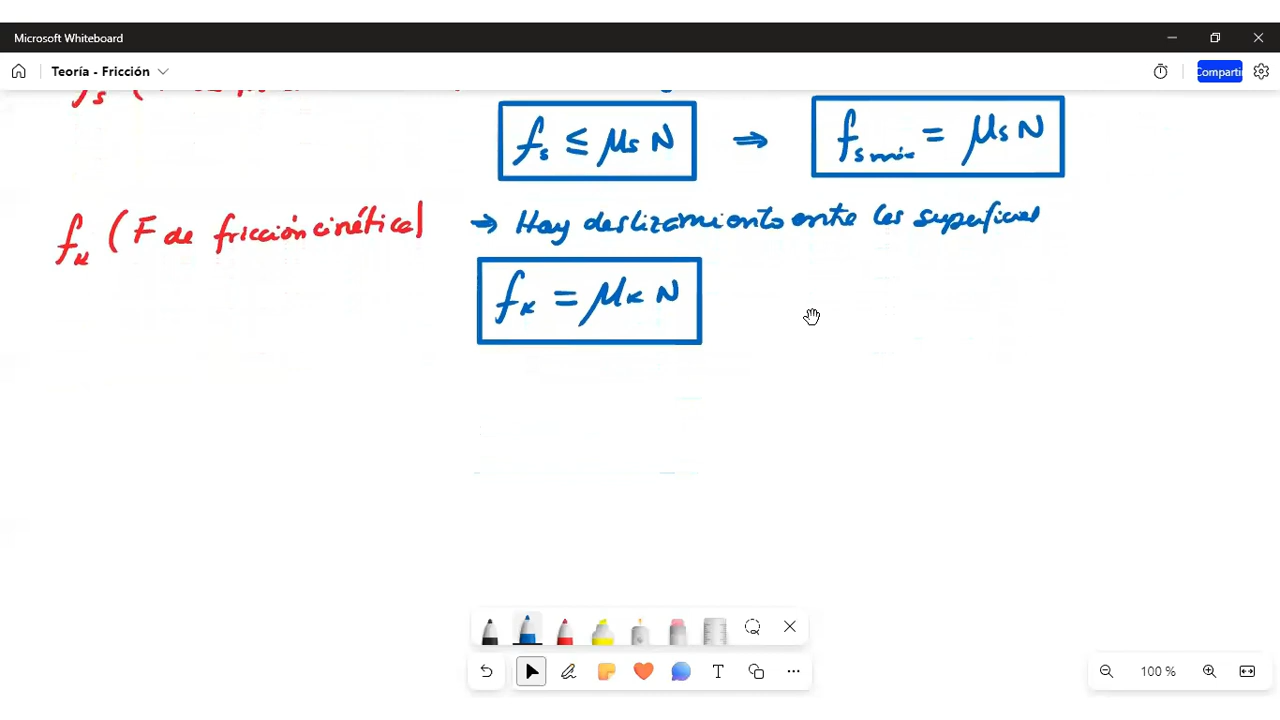 Microsoft Whiteboard
Teoría - Fricción
Comparti
fs (
fs ≤ μs N ⇒ fs máx = μs N
fk (F de fricción cinética) → Hay deslizamiento entre las superficies
fk = μk N
100 %